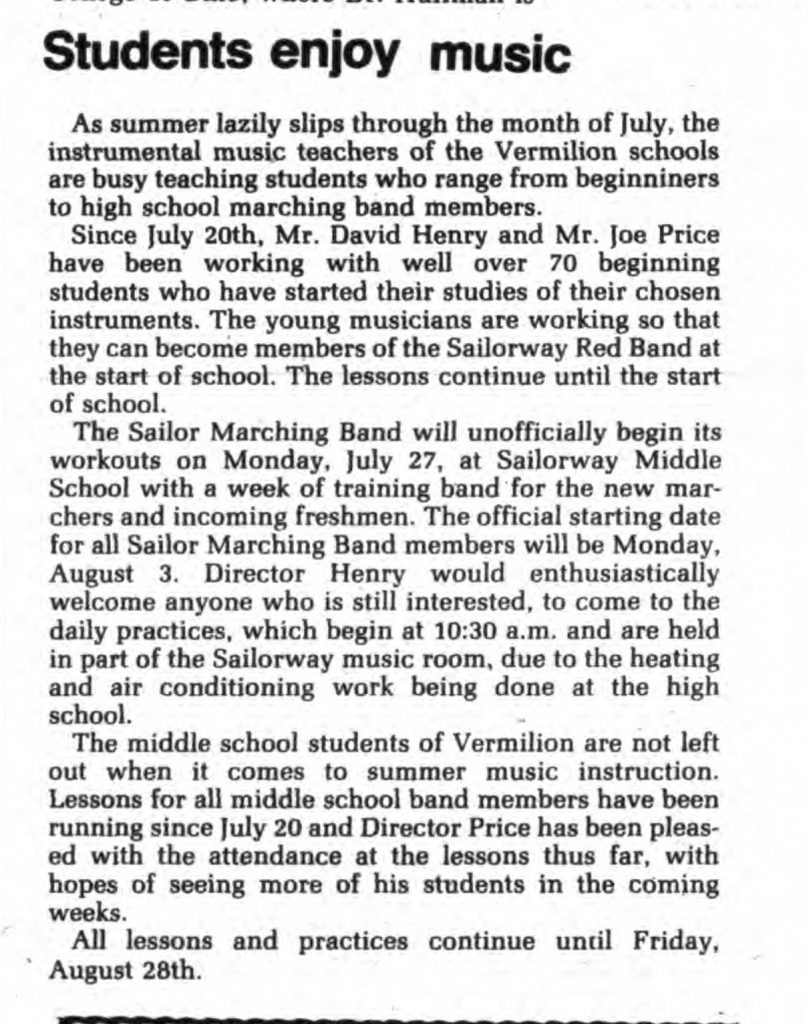 Students enjoy music
As summer lazily slips through the month of July, the
instrumental music teachers of the Vermilion schools
are busy teaching students who range from beginniners
to high school marching band members.
Since July 20th, Mr. David Henry and Mr. Joe Price
have been working with well over 70 beginning
students who have started their studies of their chosen
instruments. The young musicians are working so that
they can become members of the Sailorway Red Band at
the start of school. The lessons continue until the start
of school.
The Sailor Marching Band will unofficially begin its
workouts on Monday, July 27, at Sailorway Middle
School with a week of training band for the new mar-
chers and incoming freshmen. The official starting date
for all Sailor Marching Band members will be Monday,
August 3. Director Henry would enthusiastically
welcome anyone who is still interested, to come to the
daily practices, which begin at 10:30 a.m. and are held
in part of the Sailorway music room, due to the heating
and air conditioning work being done at the high
school.
The middle school students of Vermilion are not left
out when it comes to summer music instruction.
Lessons for all middle school band members have been
running since July 20 and Director Price has been pleas-
ed with the attendance at the lessons thus far, with
hopes of seeing more of his students in the coming
weeks.
All lessons and practices continue until Friday,
August 28th.